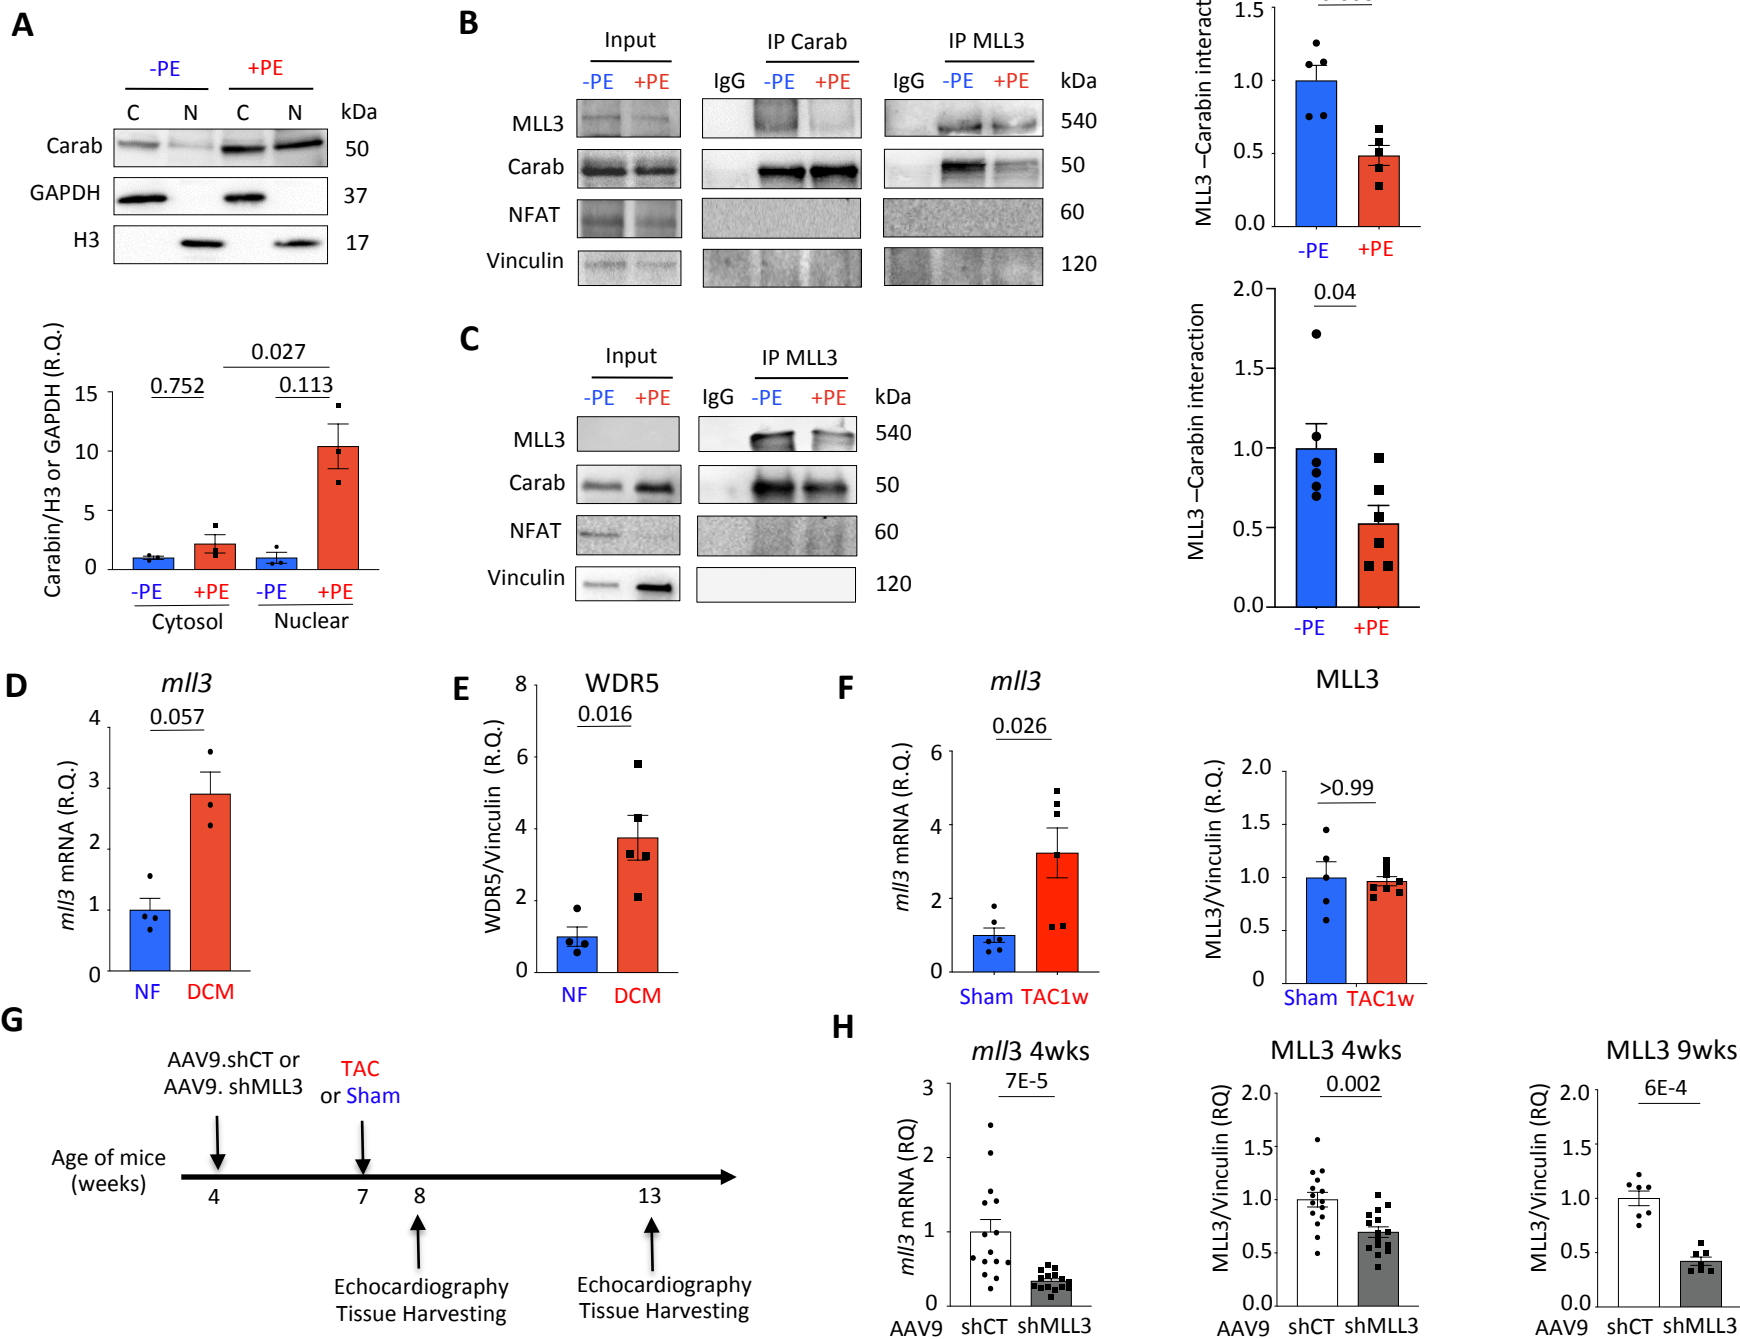 A
-PE +PE
C N C N kDa
Carab 50
GAPDH 37
H3 17
Carabin/H3 or GAPDH (R.Q.)
15
10
5
0
0.752
0.027
0.113
-PE +PE -PE +PE
Cytosol Nuclear
B
Input IP Carab IP MLL3
-PE +PE IgG -PE +PE IgG -PE +PE kDa
MLL3 540
Carab 50
NFAT 60
Vinculin 120
MLL3 –Carabin interact
1.5
1.0
0.5
0.0
-PE +PE
C
Input IP MLL3
-PE +PE IgG -PE +PE kDa
MLL3 540
Carab 50
NFAT 60
Vinculin 120
MLL3 –Carabin interaction
2.0
1.5
1.0
0.5
0.0
0.04
-PE +PE
D
mll3
mll3 mRNA (R.Q.)
4
3
2
1
0
0.057
NF DCM
E
WDR5
WDR5/Vinculin (R.Q.)
8
6
4
2
0
0.016
NF DCM
F
mll3
mll3 mRNA (R.Q.)
6
4
2
0
0.026
Sham TAC1w
MLL3
MLL3/Vinculin (R.Q.)
2.0
1.5
1.0
0.5
0
>0.99
Sham TAC1w
G
AAV9.shCT or
AAV9. shMLL3
TAC
or Sham
Age of mice
(weeks)
4 7 8 13
Echocardiography
Tissue Harvesting
Echocardiography
Tissue Harvesting
H
mll3 4wks
mll3 mRNA (RQ)
3
2
1
0
7E-5
AAV9 shCT shMLL3
MLL3 4wks
MLL3/Vinculin (RQ)
2.0
1.5
1.0
0.5
0.0
0.002
AAV9 shCT shMLL3
MLL3 9wks
MLL3/Vinculin (RQ)
2.0
1.5
1.0
0.5
0.0
6E-4
AAV9 shCT shMLL3